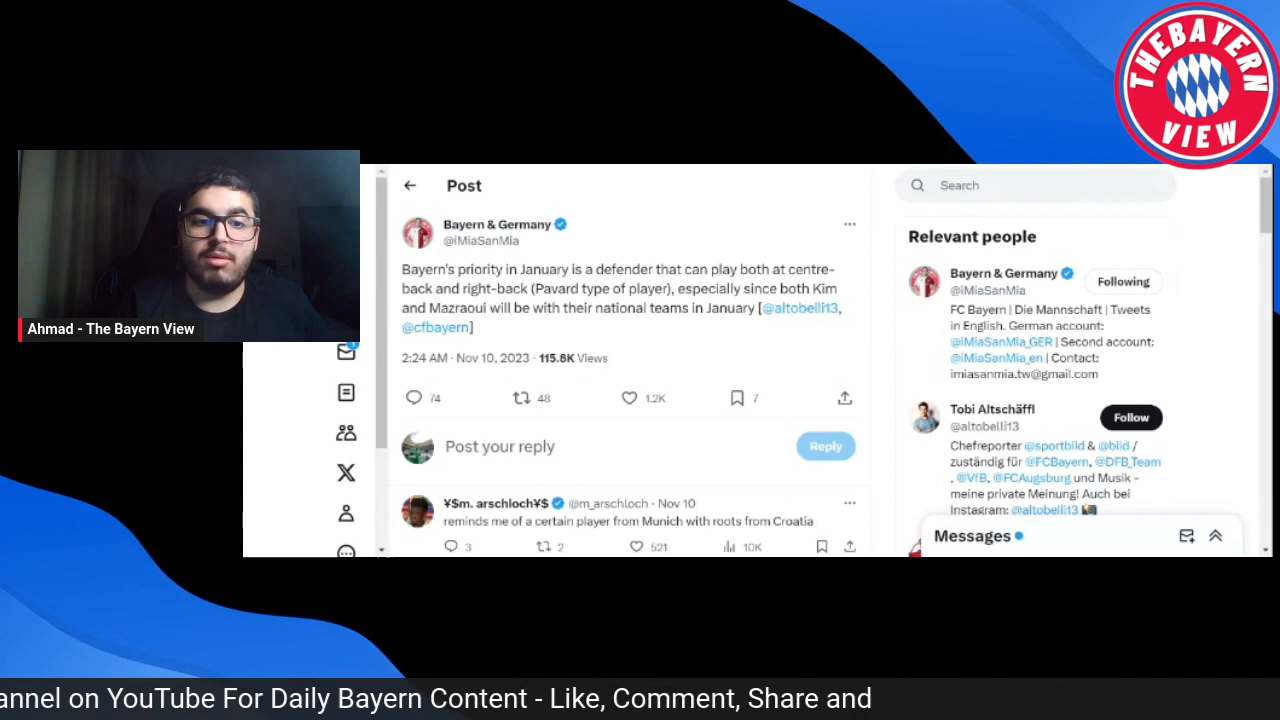 THEBAYERN
VIEW
Ahmad - The Bayern View
Post
Bayern & Germany
@iMiaSanMia
Bayern's priority in January is a defender that can play both at centre-
back and right-back (Pavard type of player), especially since both Kim
and Mazraoui will be with their national teams in January [@altobelli13,
@cfbayern]
2:24 AM · Nov 10, 2023 · 115.8K Views
74 48 1.2K 7
Post your reply
Reply
¥$m. arschloch¥$ @m_arschloch · Nov 10
reminds me of a certain player from Munich with roots from Croatia
3 2 521 10K
Search
Relevant people
Bayern & Germany
@iMiaSanMia
Following
FC Bayern | Die Mannschaft | Tweets
in English. German account:
@iMiaSanMia_GER | Second account:
@iMiaSanMia_en | Contact:
imiasanmia.tw@gmail.com
Tobi Altschäffl
@altobelli13
Follow
Chefreporter @sportbild & @bild /
zuständig für @FCBayern, @DFB_Team
, @VfB, @FCAugsburg und Musik -
meine private Meinung! Auch bei
Instagram: @altobelli13
Messages
annel on YouTube For Daily Bayern Content - Like, Comment, Share and